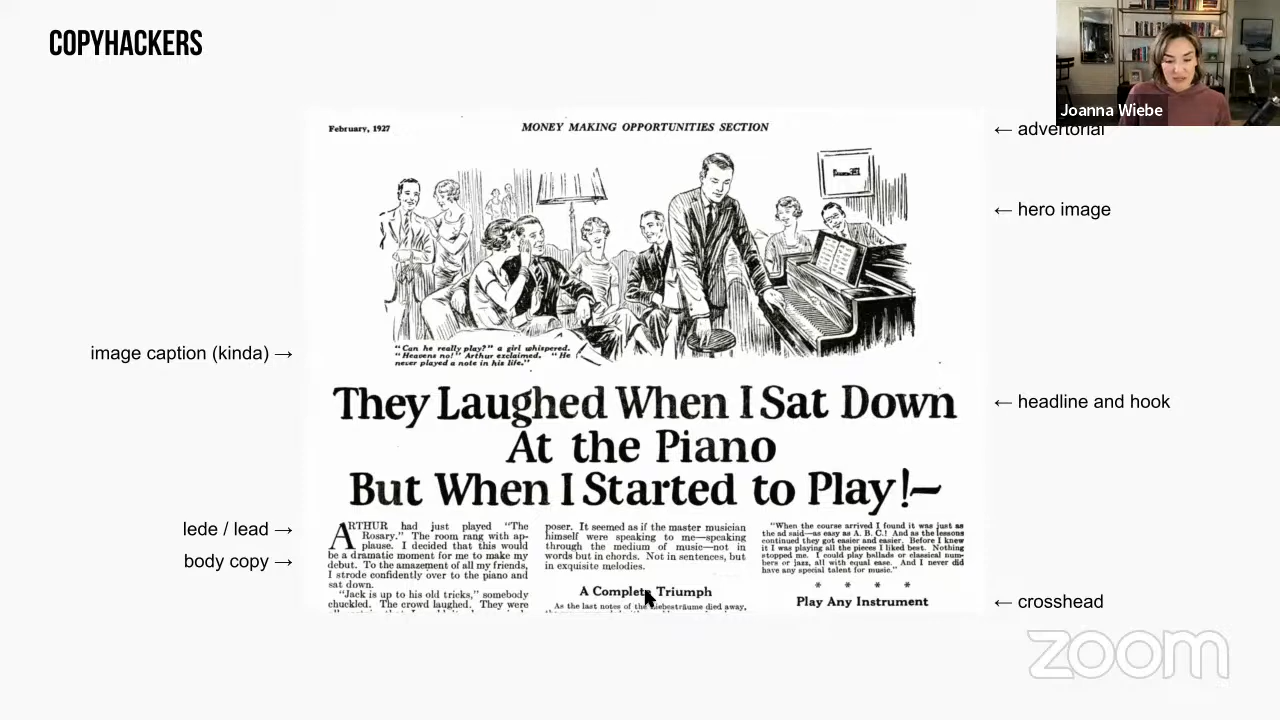 COPYHACKERS
Joanna Wiebe
February, 1927
MONEY MAKING OPPORTUNITIES SECTION
← advertorial
← hero image
image caption (kinda) →
"Can he really play?" a girl whispered.
"Heavens no!" Arthur exclaimed. "He
never played a note in his life."
They Laughed When I Sat Down
At the Piano
But When I Started to Play!~
← headline and hook
lede / lead →
body copy →
ARTHUR had just played "The
Rosary." The room rang with ap-
plause. I decided that this would
be a dramatic moment for me to make my
debut. To the amazement of all my friends,
I strode confidently over to the piano and
sat down.
"Jack is up to his old tricks," somebody
chuckled. The crowd laughed. They were
poser. It seemed as if the master musician
himself were speaking to me—speaking
through the medium of music—not in
words but in chords. Not in sentences, but
in exquisite melodies.
A Complete Triumph
As the last notes of the Liebesträume died away,
"When the course arrived I found it was just as
the ad said—as easy as A. B. C.! And as the lessons
continued they got easier and easier. Before I knew
it I was playing all the pieces I liked best. Nothing
stopped me. I could play ballads or classical num-
bers or jazz, all with equal ease. And I never did
have any special talent for music."
* * * *
Play Any Instrument
← crosshead
zoom